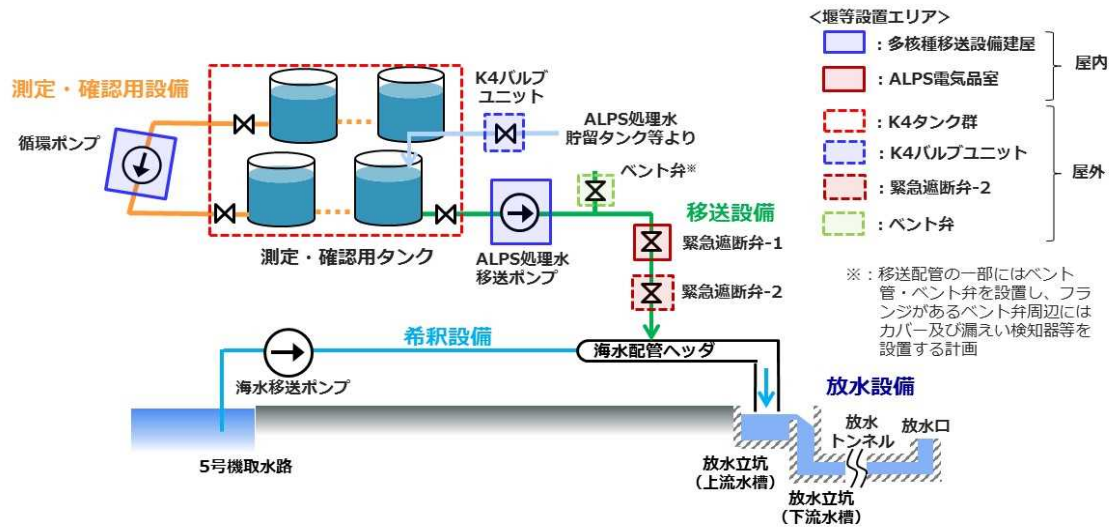 <堰等設置エリア>
：多核種移送設備建屋
屋内
：ALPS電気品室
：K4タンク群
：K4バルブユニット
屋外
：緊急遮断弁-2
：ベント弁
※：移送配管の一部にはベント
管・ベント弁を設置し、フラ
ンジがあるベント弁周辺には
カバー及び漏えい検知器等を
設置する計画
測定・確認用設備
循環ポンプ
K4バルブ
ユニット
ALPS処理水
貯留タンク等より
ベント弁※
測定・確認用タンク
ALPS処理水
移送ポンプ
移送設備
緊急遮断弁-1
緊急遮断弁-2
希釈設備
海水配管ヘッダ
海水移送ポンプ
放水設備
5号機取水路
放水立坑
（上流水槽）
放水
トンネル
放水口
放水立坑
（下流水槽）